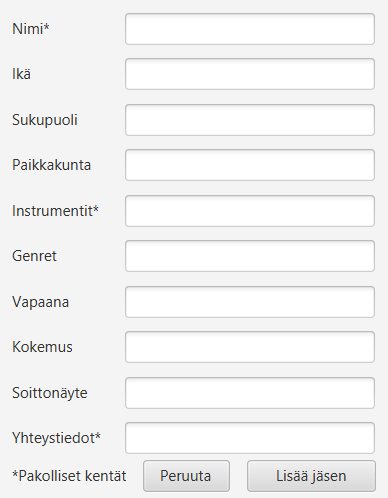 Nimi*
Ikä
Sukupuoli
Paikkakunta
Instrumentit*
Genret
Vapaana
Kokemus
Soittonäyte
Yhteystiedot*
*Pakolliset kentät Peruuta Lisää jäsen